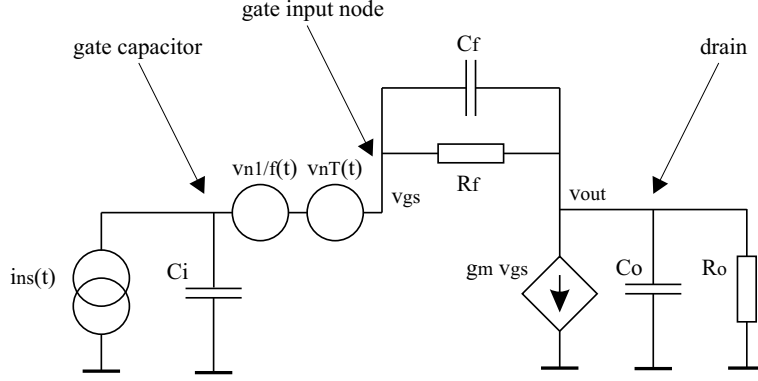 gate input node
gate capacitor
Cf
drain
vn1/f(t)
vnT(t)
Rf
vgs
vout
ins(t)
Ci
gm vgs
Co
Ro